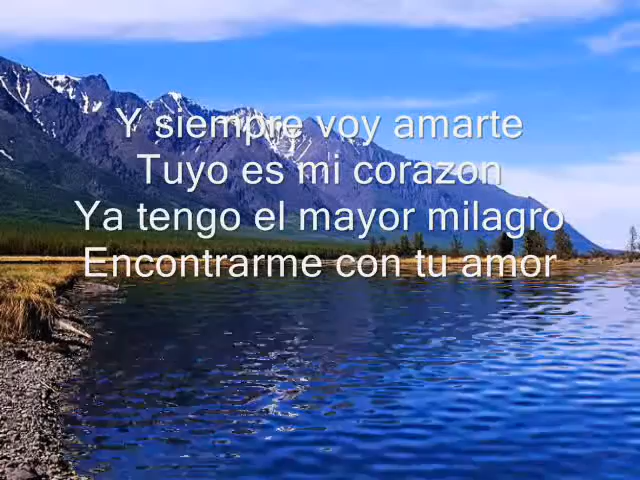 Y siempre voy amarte
Tuyo es mi corazon
Ya tengo el mayor milagro
Encontrarme con tu amor